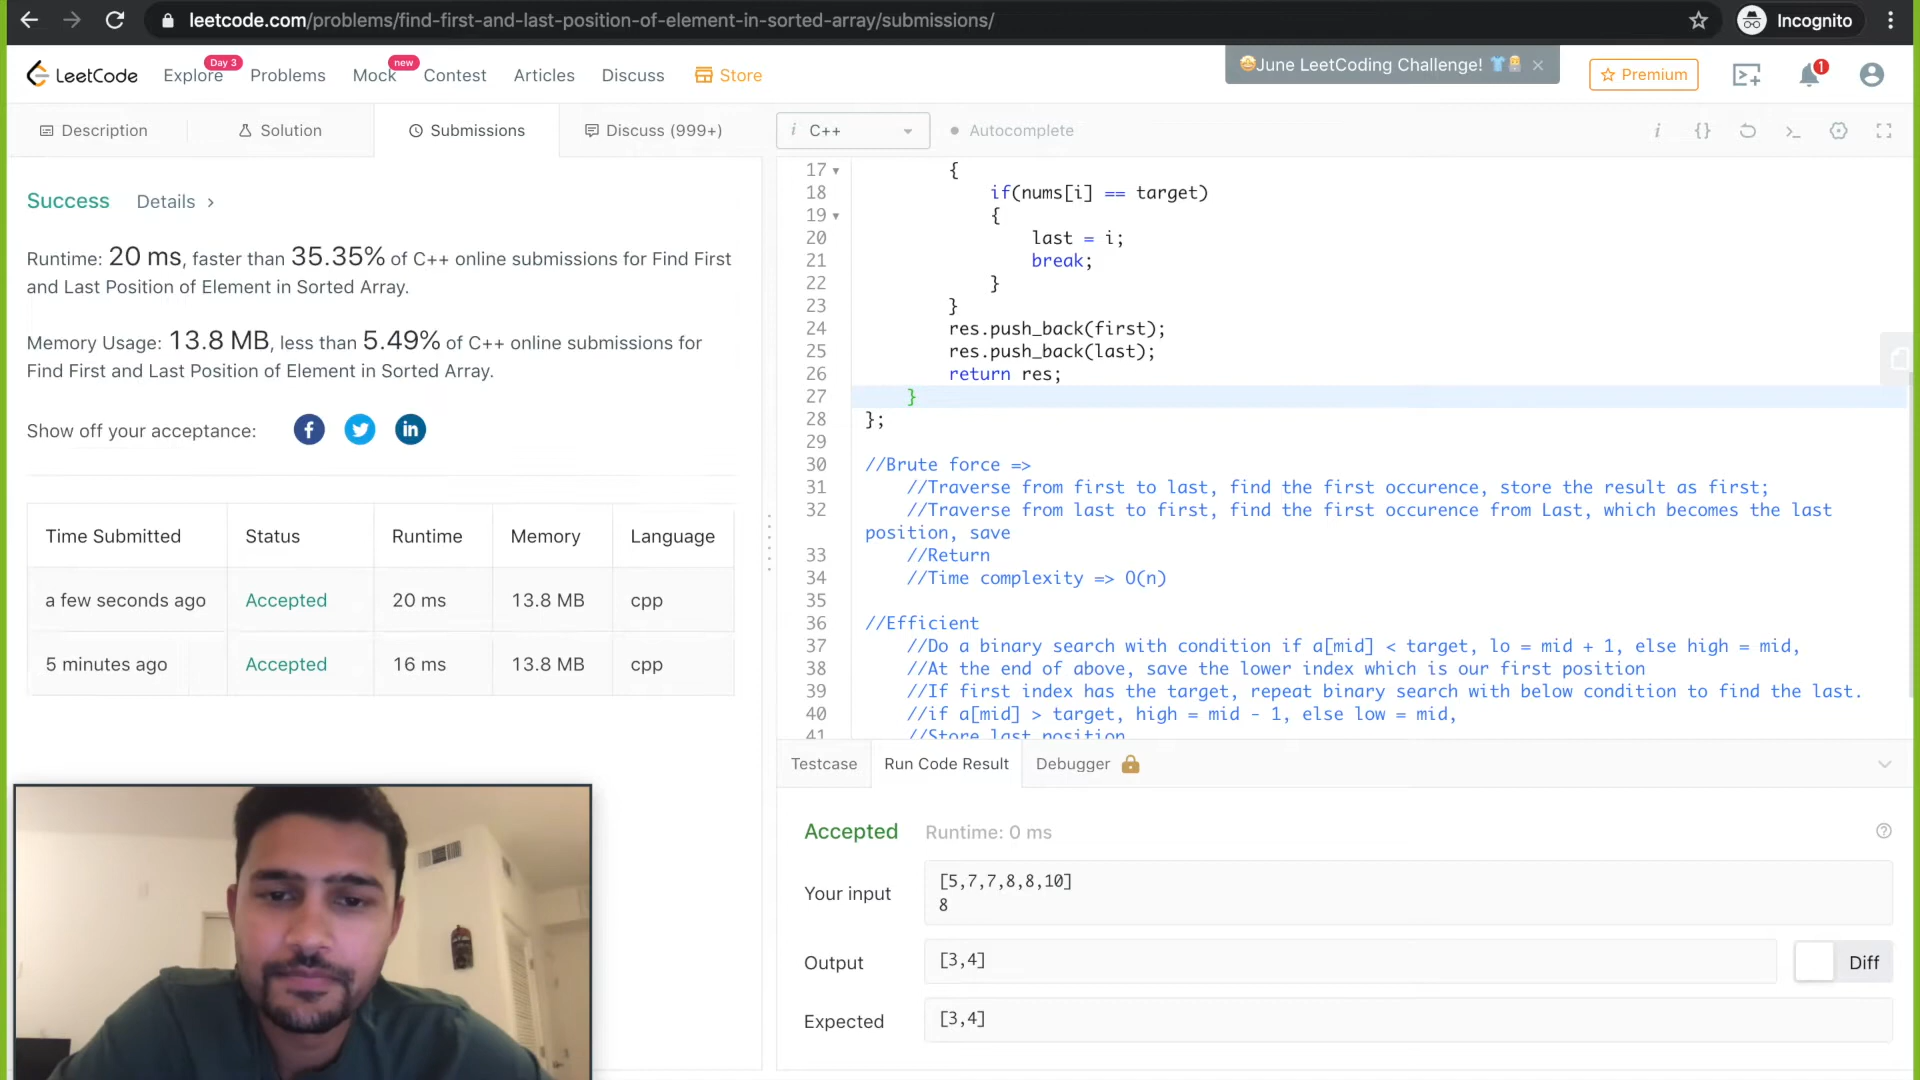 leetcode.com/problems/find-first-and-last-position-of-element-in-sorted-array/submissions/
Incognito
LeetCode
Explore
Day 3
Problems
Mock
new
Contest
Articles
Discuss
Store
June LeetCoding Challenge!
Premium
1
Description
Solution
Submissions
Discuss (999+)
i C++
Autocomplete
Success
Details >
Runtime: 20 ms, faster than 35.35% of C++ online submissions for Find First
and Last Position of Element in Sorted Array.
Memory Usage: 13.8 MB, less than 5.49% of C++ online submissions for
Find First and Last Position of Element in Sorted Array.
Show off your acceptance:
Time Submitted Status Runtime Memory Language
a few seconds ago Accepted 20 ms 13.8 MB cpp
5 minutes ago Accepted 16 ms 13.8 MB cpp
17 {
18 if(nums[i] == target)
19 {
20 last = i;
21 break;
22 }
23 }
24 res.push_back(first);
25 res.push_back(last);
26 return res;
27 }
28 };
29
30 //Brute force =>
31 //Traverse from first to last, find the first occurence, store the result as first;
32 //Traverse from last to first, find the first occurence from Last, which becomes the last
position, save
33 //Return
34 //Time complexity => O(n)
35
36 //Efficient
37 //Do a binary search with condition if a[mid] < target, lo = mid + 1, else high = mid,
38 //At the end of above, save the lower index which is our first position
39 //If first index has the target, repeat binary search with below condition to find the last.
40 //if a[mid] > target, high = mid - 1, else low = mid,
41 //Store last position
Testcase
Run Code Result
Debugger
Accepted
Runtime: 0 ms
Your input
[5,7,7,8,8,10]
8
Output
[3,4]
Diff
Expected
[3,4]